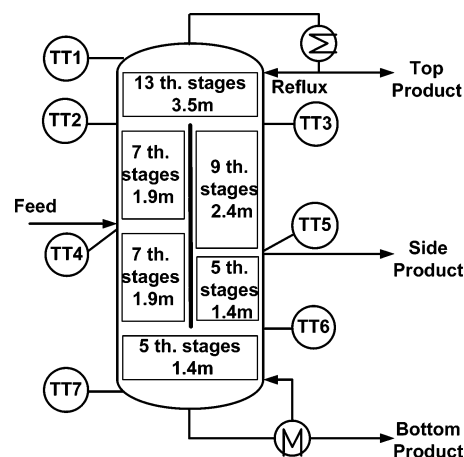 TT1
Top
Product
13 th. stages
3.5m
Reflux
TT2
TT3
7 th.
stages
1.9m
9 th.
stages
2.4m
Feed
TT4
TT5
Side
Product
7 th.
stages
1.9m
5 th.
stages
1.4m
TT6
5 th. stages
1.4m
TT7
Bottom
Product